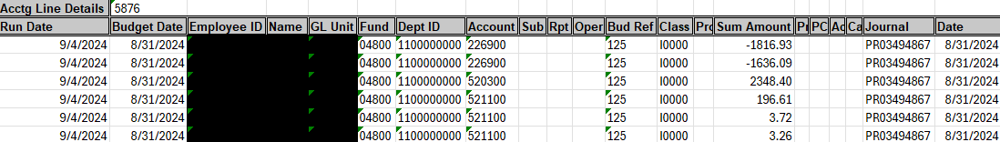 Acctg Line Details 5876
Run Date Budget Date Employee ID Name GL Unit Fund Dept ID Account Sub Rpt Oper Bud Ref Class Pro Sum Amount PC Ca Journal Date
9/4/2024 8/31/2024 04800 1100000000 226900 125 I0000 -1816.93 PR03494867 8/31/2024
9/4/2024 8/31/2024 04800 1100000000 226900 125 I0000 -1636.09 PR03494867 8/31/2024
9/4/2024 8/31/2024 04800 1100000000 520300 125 I0000 2348.40 PR03494867 8/31/2024
9/4/2024 8/31/2024 04800 1100000000 521100 125 I0000 196.61 PR03494867 8/31/2024
9/4/2024 8/31/2024 04800 1100000000 521100 125 I0000 3.72 PR03494867 8/31/2024
9/4/2024 8/31/2024 04800 1100000000 521100 125 I0000 3.26 PR03494867 8/31/2024